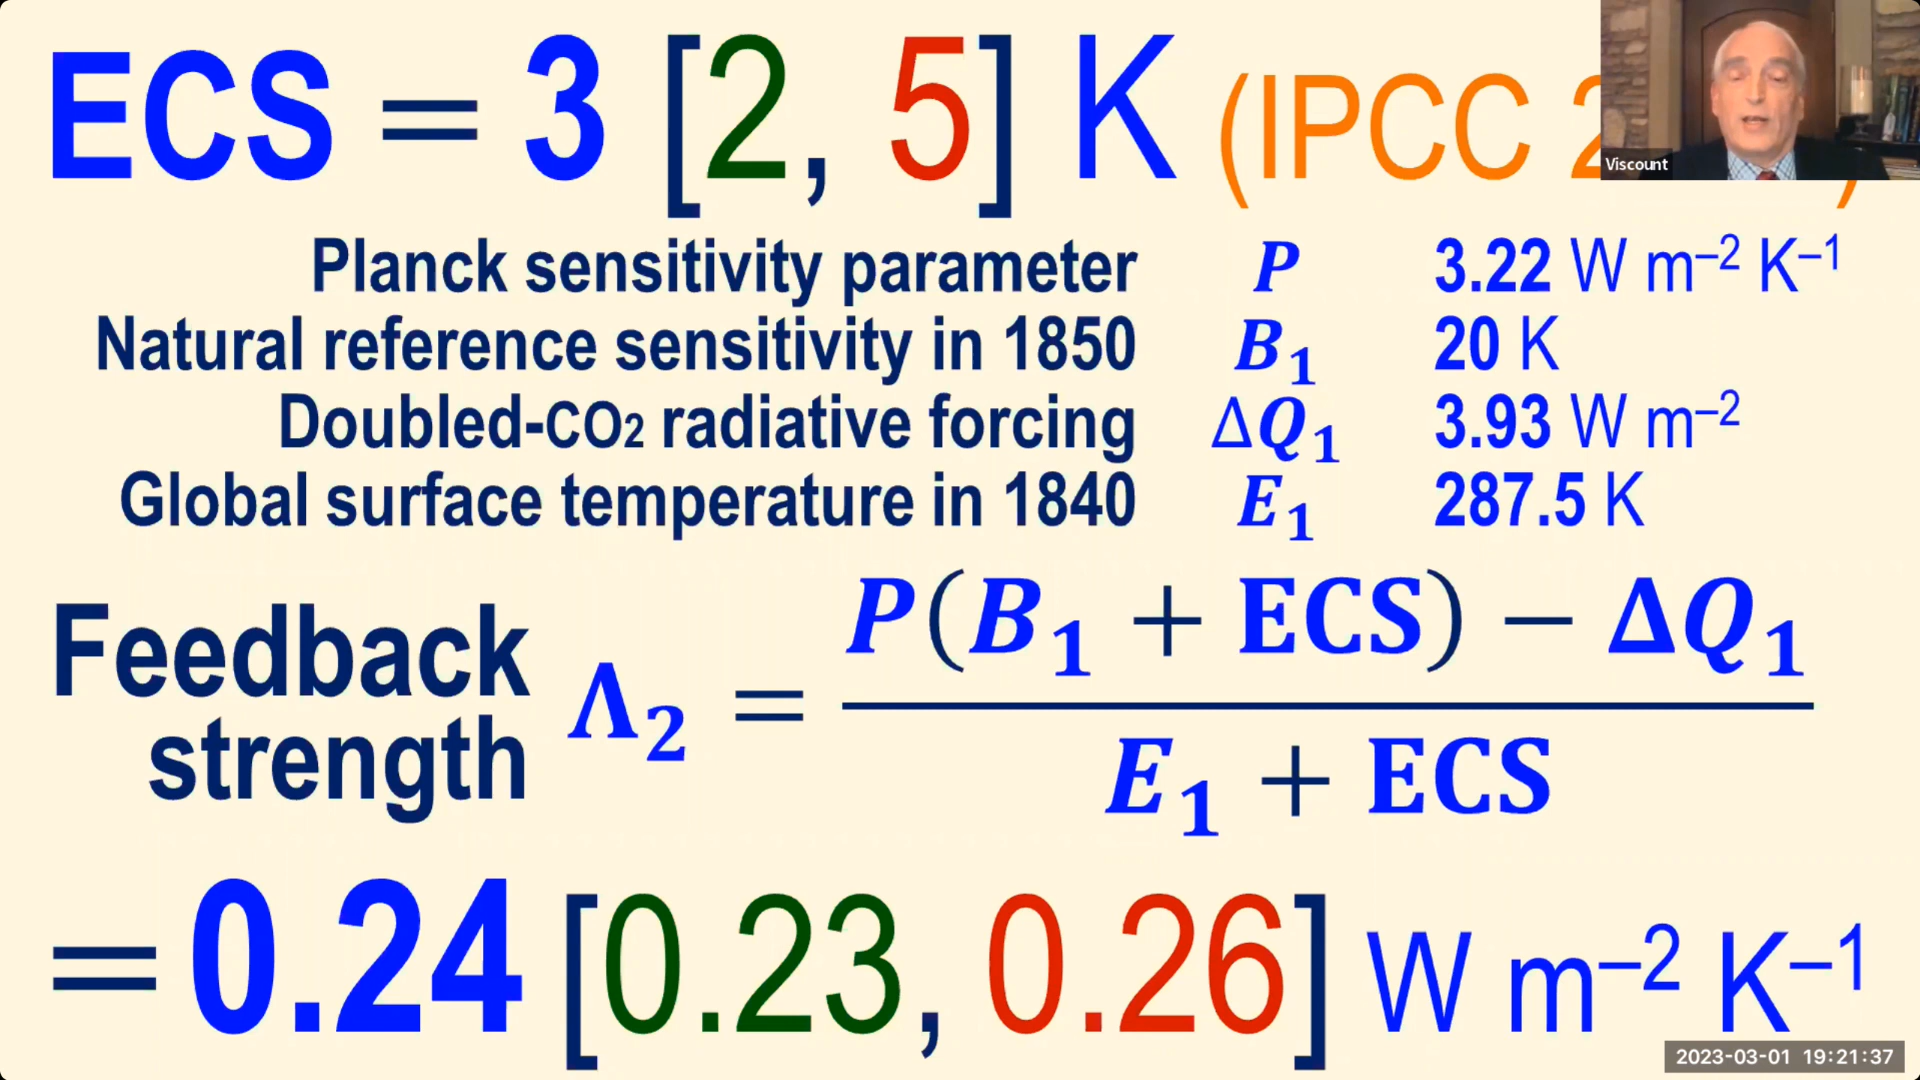 ECS = 3 [2, 5] K (IPCC 2
Viscount
Planck sensitivity parameter P 3.22 W m⁻² K⁻¹
Natural reference sensitivity in 1850 B₁ 20 K
Doubled-CO₂ radiative forcing ΔQ₁ 3.93 W m⁻²
Global surface temperature in 1840 E₁ 287.5 K
Feedback strength Λ₂ = P(B₁ + ECS) − ΔQ₁
E₁ + ECS
= 0.24 [0.23, 0.26] W m⁻² K⁻¹
2023-03-01 19:21:37